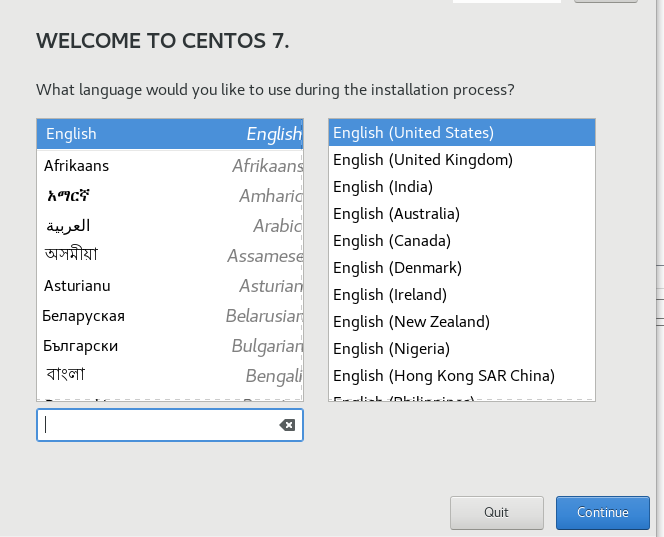 WELCOME TO CENTOS 7.
What language would you like to use during the installation process?
English English
Afrikaans Afrikaans
አማርኛ Amharic
العربية Arabic
অসমীয়া Assamese
Asturianu Asturian
Беларуская Belarusian
Български Bulgarian
বাংলা Bengali
English (United States)
English (United Kingdom)
English (India)
English (Australia)
English (Canada)
English (Denmark)
English (Ireland)
English (New Zealand)
English (Nigeria)
English (Hong Kong SAR China)
English (Philippines)
Quit Continue